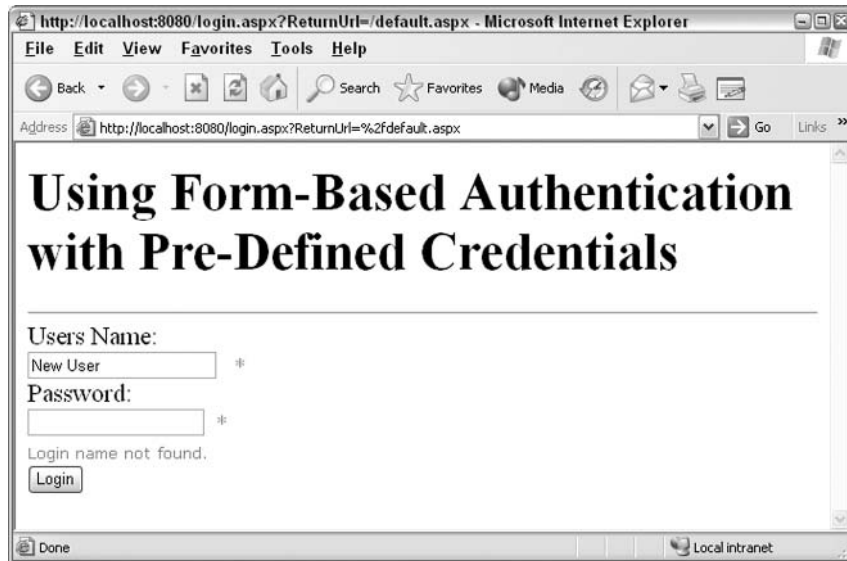 http://localhost:8080/login.aspx?ReturnUrl=/default.aspx - Microsoft Internet Explorer
File Edit View Favorites Tools Help
Back Search Favorites Media
Address http://localhost:8080/login.aspx?ReturnUrl=%2fdefault.aspx Go Links »
Using Form-Based Authentication
with Pre-Defined Credentials
Users Name:
New User *
Password:
*
Login name not found.
Login
Done Local intranet